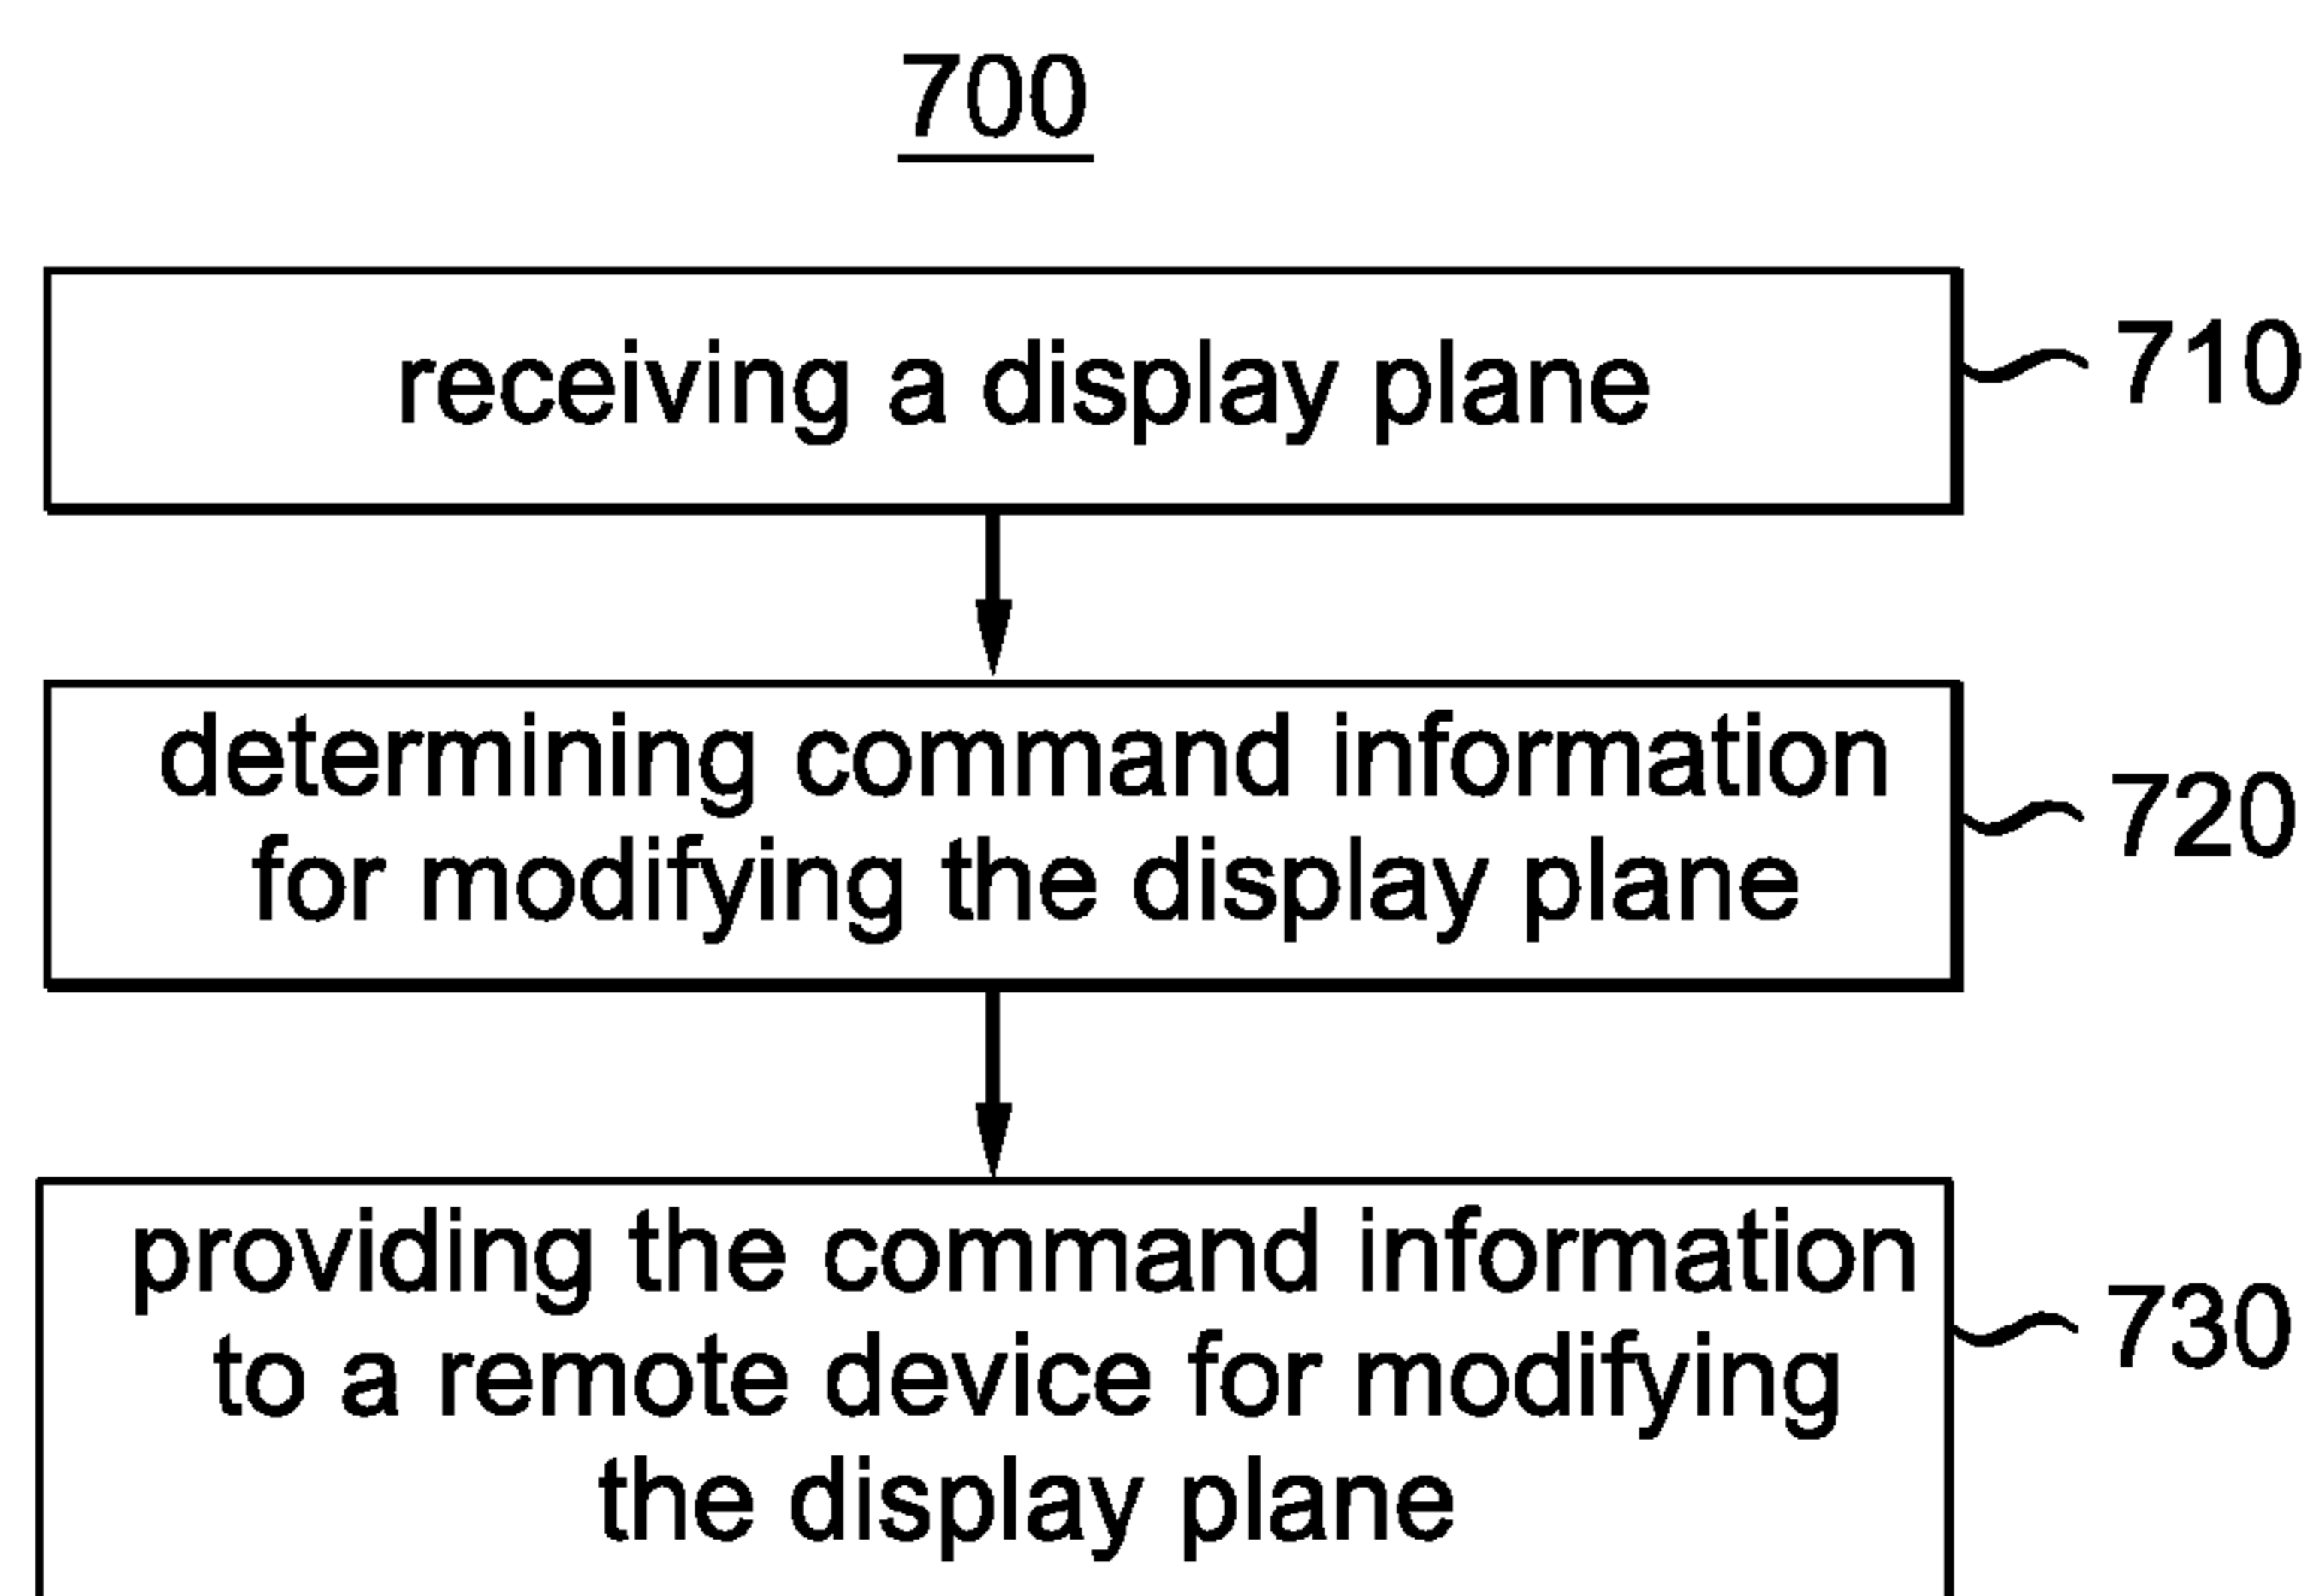 700
receiving a display plane
710
determining command information
for modifying the display plane
720
providing the command information
to a remote device for modifying
the display plane
730